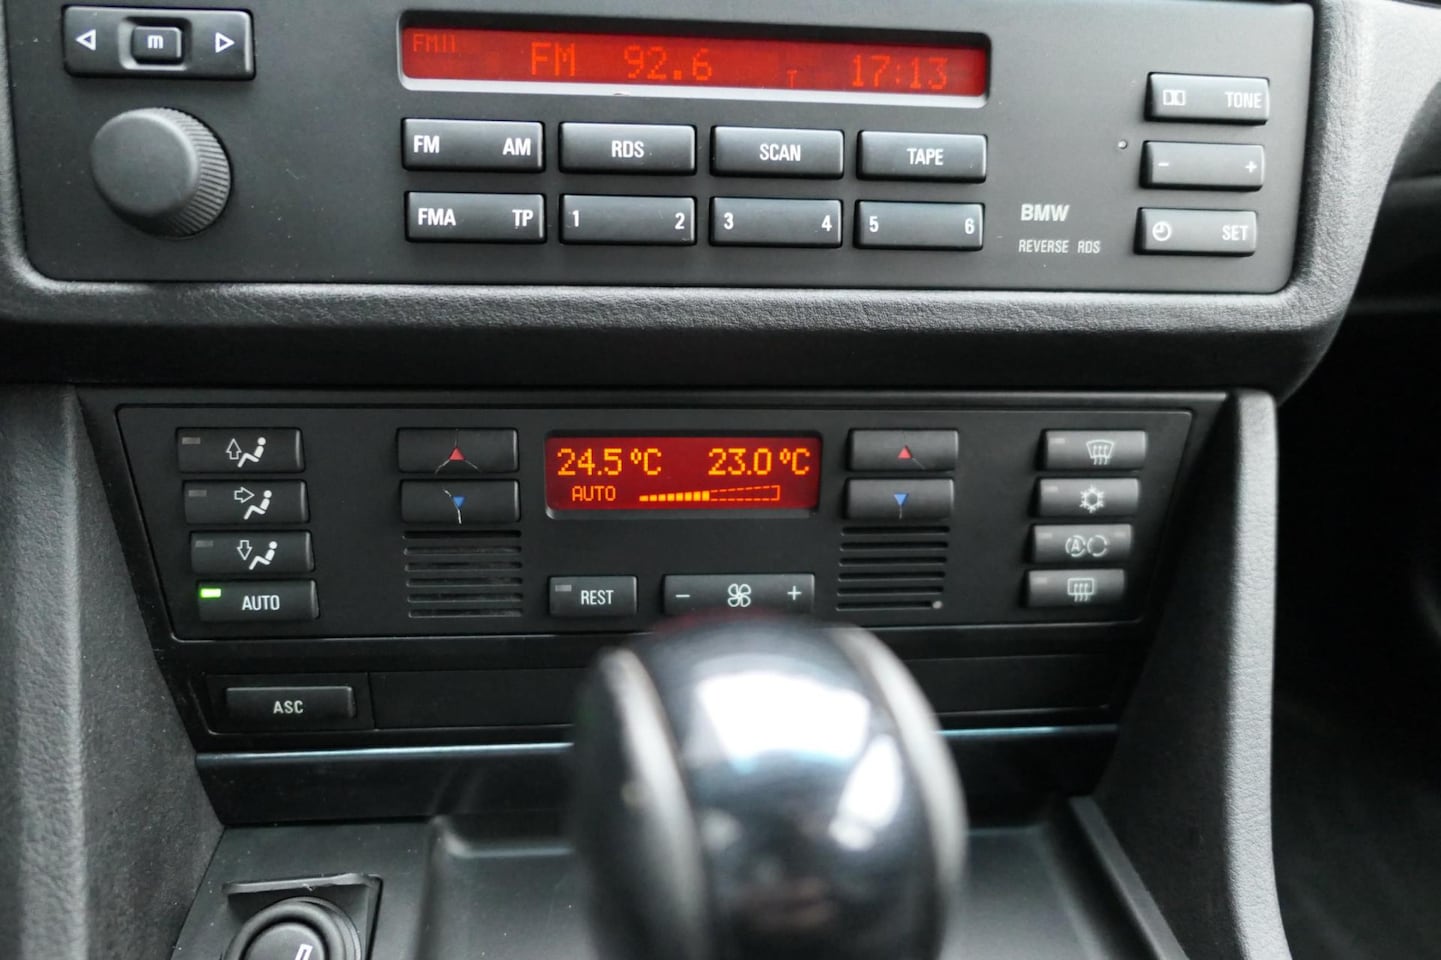 m
FMII
FM 92.6 T 17:13
TONE
FM AM RDS SCAN TAPE
- +
FMA TP 1 2 3 4 5 6
BMW
REVERSE RDS
SET
24.5 °C 23.0 °C
AUTO
A
AUTO
REST - +
ASC